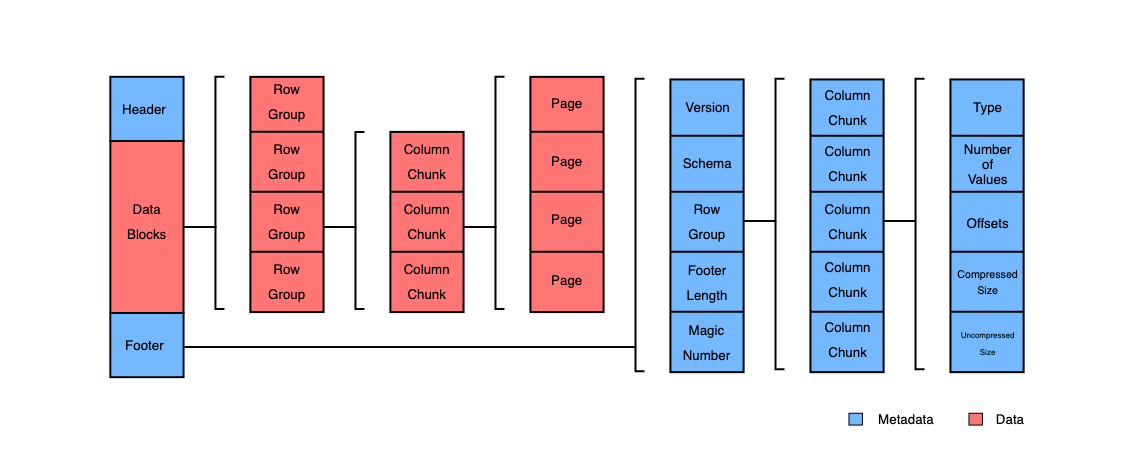 Header
Data
Blocks
Footer
Row
Group
Row
Group
Row
Group
Row
Group
Column
Chunk
Column
Chunk
Column
Chunk
Page
Page
Page
Page
Version
Schema
Row
Group
Footer
Length
Magic
Number
Column
Chunk
Column
Chunk
Column
Chunk
Column
Chunk
Column
Chunk
Type
Number
of
Values
Offsets
Compressed
Size
Uncompressed
Size
Metadata
Data